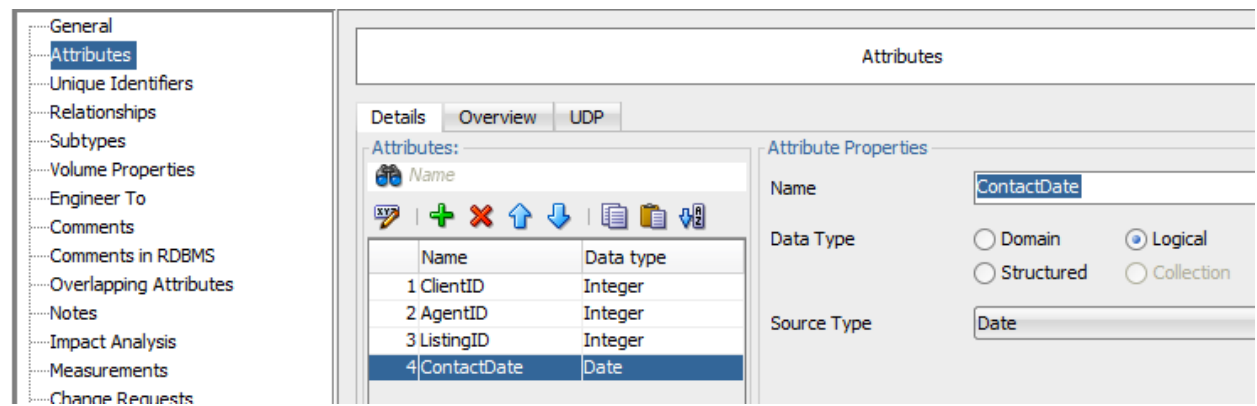 General
Attributes
Unique Identifiers
Relationships
Subtypes
Volume Properties
Engineer To
Comments
Comments in RDBMS
Overlapping Attributes
Notes
Impact Analysis
Measurements
Change Requests
Attributes
Details Overview UDP
Attributes:
Name
Name Data type
1 ClientID Integer
2 AgentID Integer
3 ListingID Integer
4 ContactDate Date
Attribute Properties
Name ContactDate
Data Type Domain Logical
Structured Collection
Source Type Date